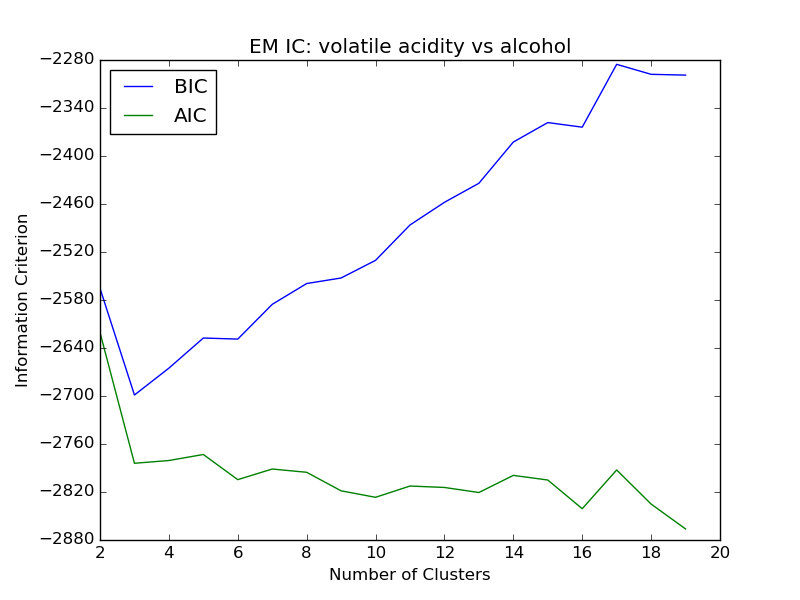 EM IC: volatile acidity vs alcohol
BIC
AIC
−2280
−2340
−2400
−2460
−2520
−2580
−2640
−2700
−2760
−2820
−2880
Information Criterion
2 4 6 8 10 12 14 16 18 20
Number of Clusters